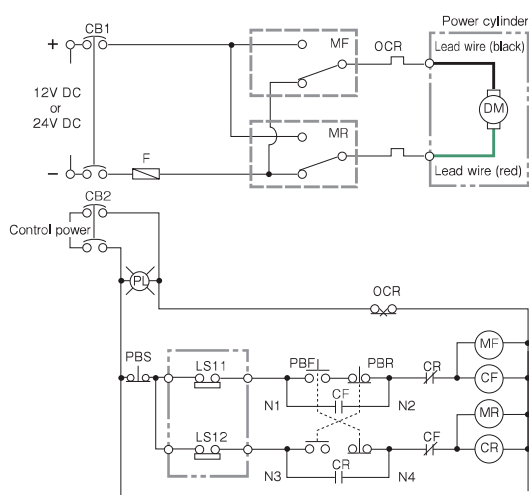 Power cylinder
CB1
+
MF
OCR
Lead wire (black)
12V DC
or
24V DC
DM
MR
F
−
Lead wire (red)
CB2
Control power
PL
OCR
MF
PBS
LS11
PBF
PBR
CR
CF
CF
N1
N2
MR
LS12
CF
CR
CR
N3
N4